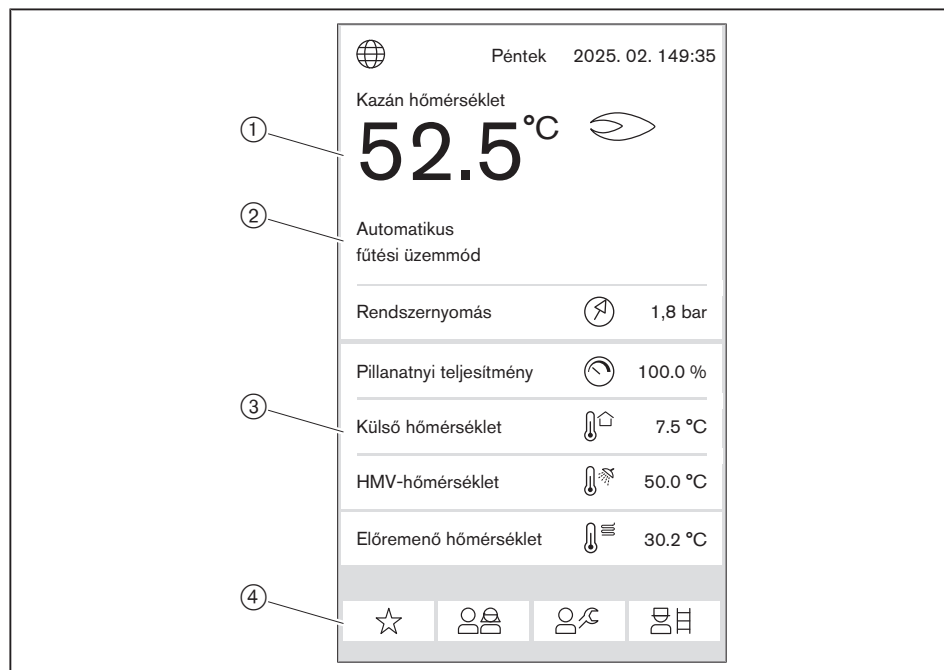 Péntek 2025. 02. 149:35
Kazán hőmérséklet
① 52.5°C
② Automatikus
fűtési üzemmód
Rendszernyomás 1,8 bar
Pillanatnyi teljesítmény 100.0 %
③ Külső hőmérséklet 7.5 °C
HMV-hőmérséklet 50.0 °C
Előremenő hőmérséklet 30.2 °C
④